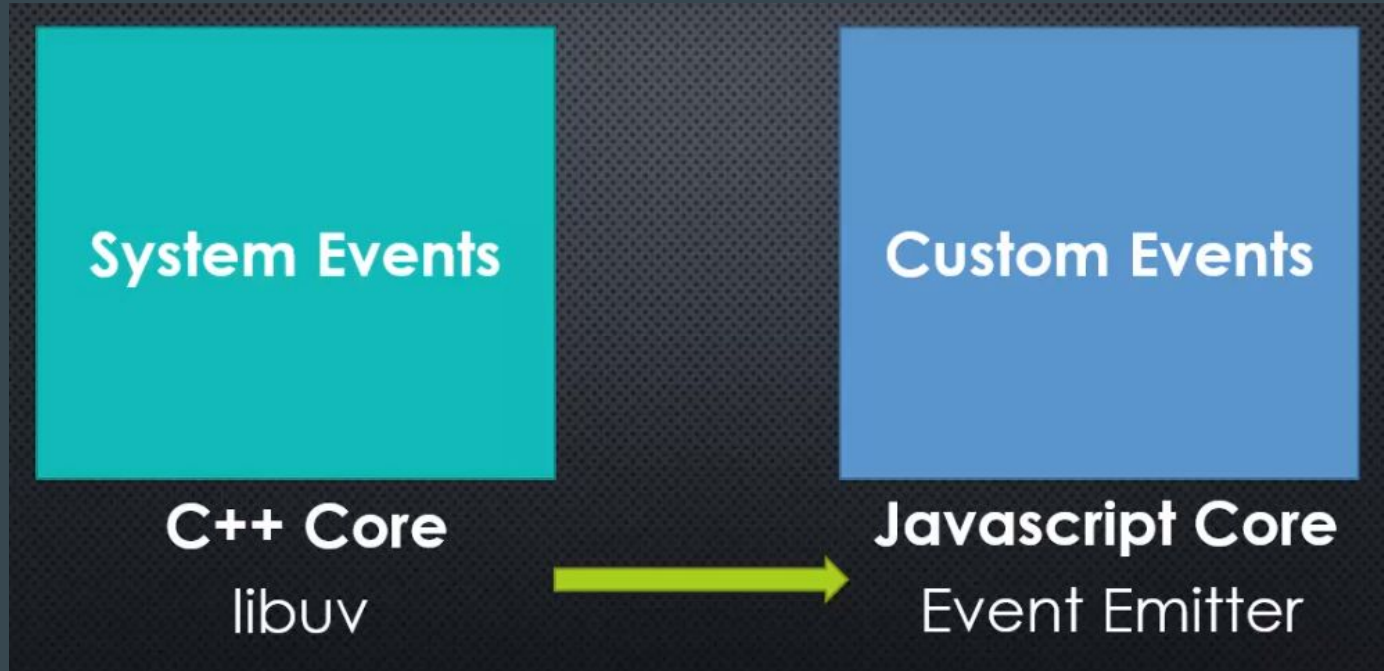 System Events
C++ Core
libuv
Custom Events
Javascript Core
Event Emitter